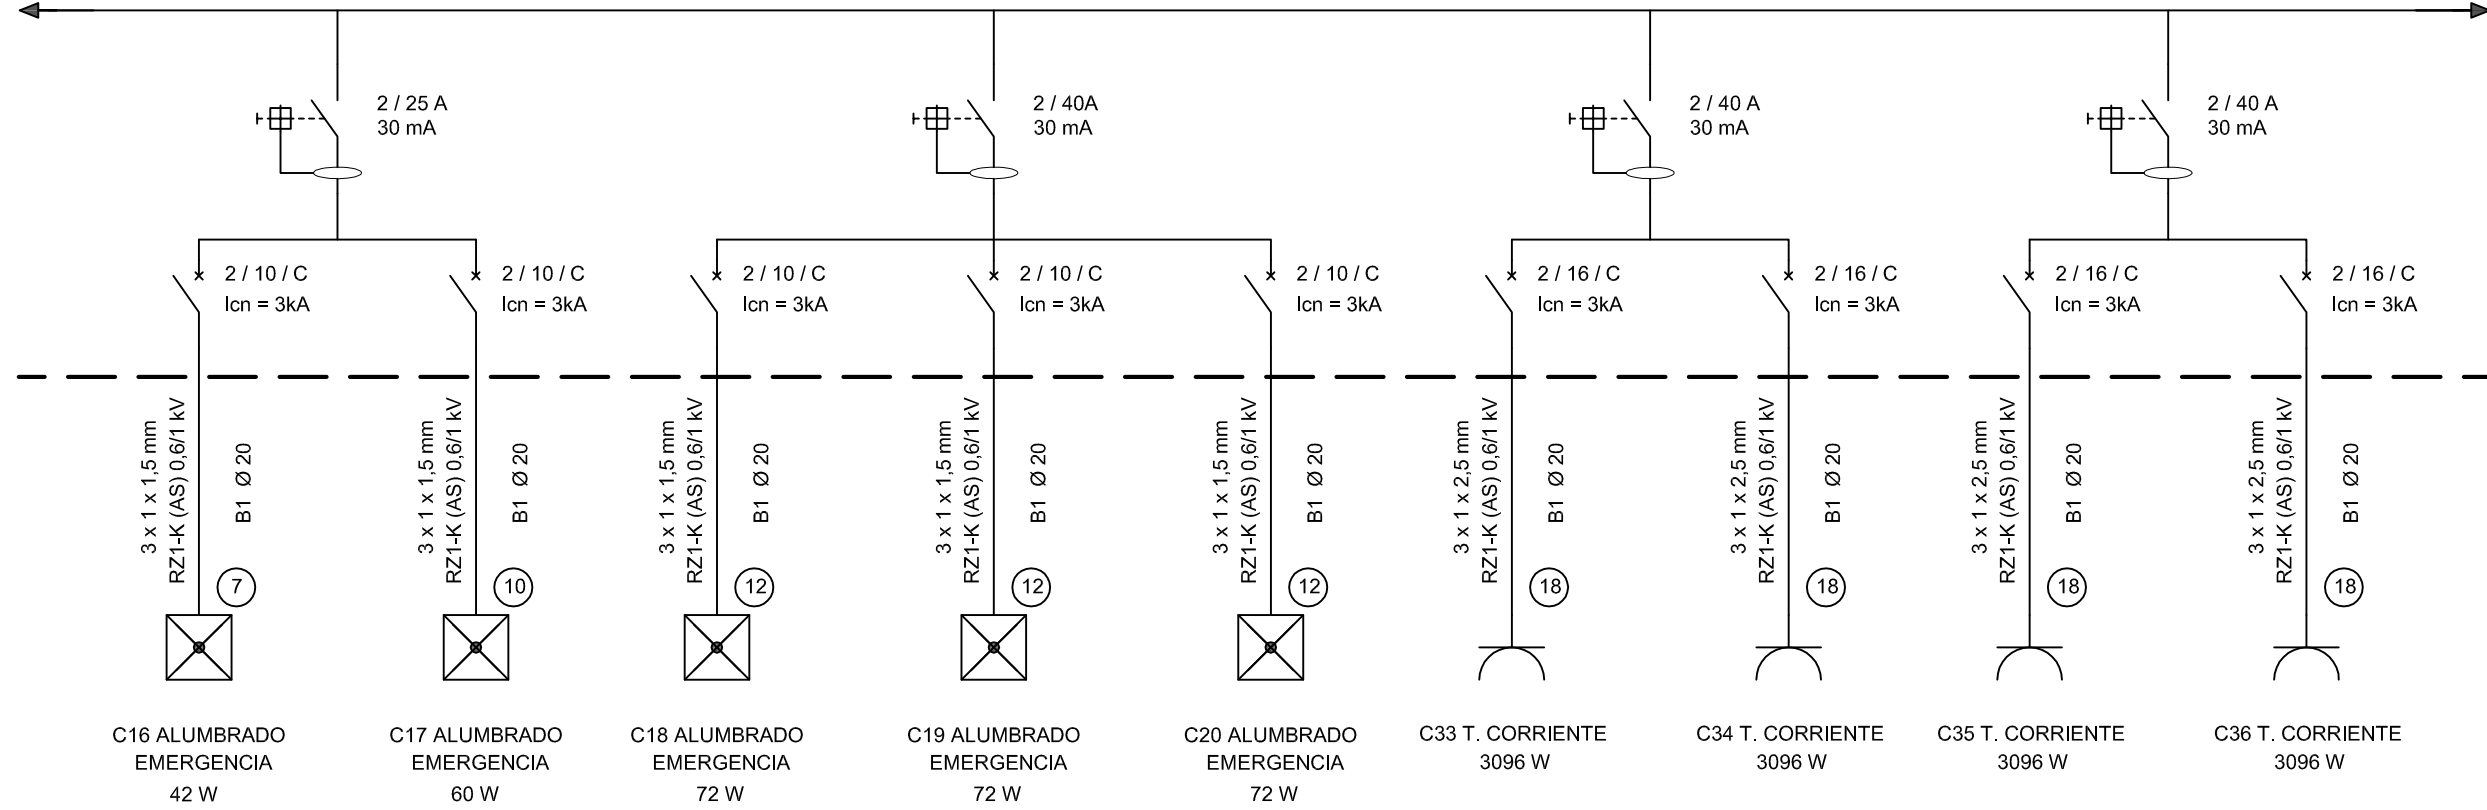 2 / 25 A
30 mA
2 / 40A
30 mA
2 / 40 A
30 mA
2 / 40 A
30 mA
2 / 10 / C
Icn = 3kA
2 / 10 / C
Icn = 3kA
2 / 10 / C
Icn = 3kA
2 / 10 / C
Icn = 3kA
2 / 10 / C
Icn = 3kA
2 / 16 / C
Icn = 3kA
2 / 16 / C
Icn = 3kA
2 / 16 / C
Icn = 3kA
2 / 16 / C
Icn = 3kA
3 x 1 x 1,5 mm
RZ1-K (AS) 0,6/1 kV
B1 Ø 20
7
3 x 1 x 1,5 mm
RZ1-K (AS) 0,6/1 kV
B1 Ø 20
10
3 x 1 x 1,5 mm
RZ1-K (AS) 0,6/1 kV
B1 Ø 20
12
3 x 1 x 1,5 mm
RZ1-K (AS) 0,6/1 kV
B1 Ø 20
12
3 x 1 x 1,5 mm
RZ1-K (AS) 0,6/1 kV
B1 Ø 20
12
3 x 1 x 2,5 mm
RZ1-K (AS) 0,6/1 kV
B1 Ø 20
18
3 x 1 x 2,5 mm
RZ1-K (AS) 0,6/1 kV
B1 Ø 20
18
3 x 1 x 2,5 mm
RZ1-K (AS) 0,6/1 kV
B1 Ø 20
18
3 x 1 x 2,5 mm
RZ1-K (AS) 0,6/1 kV
B1 Ø 20
18
C16 ALUMBRADO
EMERGENCIA
42 W
C17 ALUMBRADO
EMERGENCIA
60 W
C18 ALUMBRADO
EMERGENCIA
72 W
C19 ALUMBRADO
EMERGENCIA
72 W
C20 ALUMBRADO
EMERGENCIA
72 W
C33 T. CORRIENTE
3096 W
C34 T. CORRIENTE
3096 W
C35 T. CORRIENTE
3096 W
C36 T. CORRIENTE
3096 W